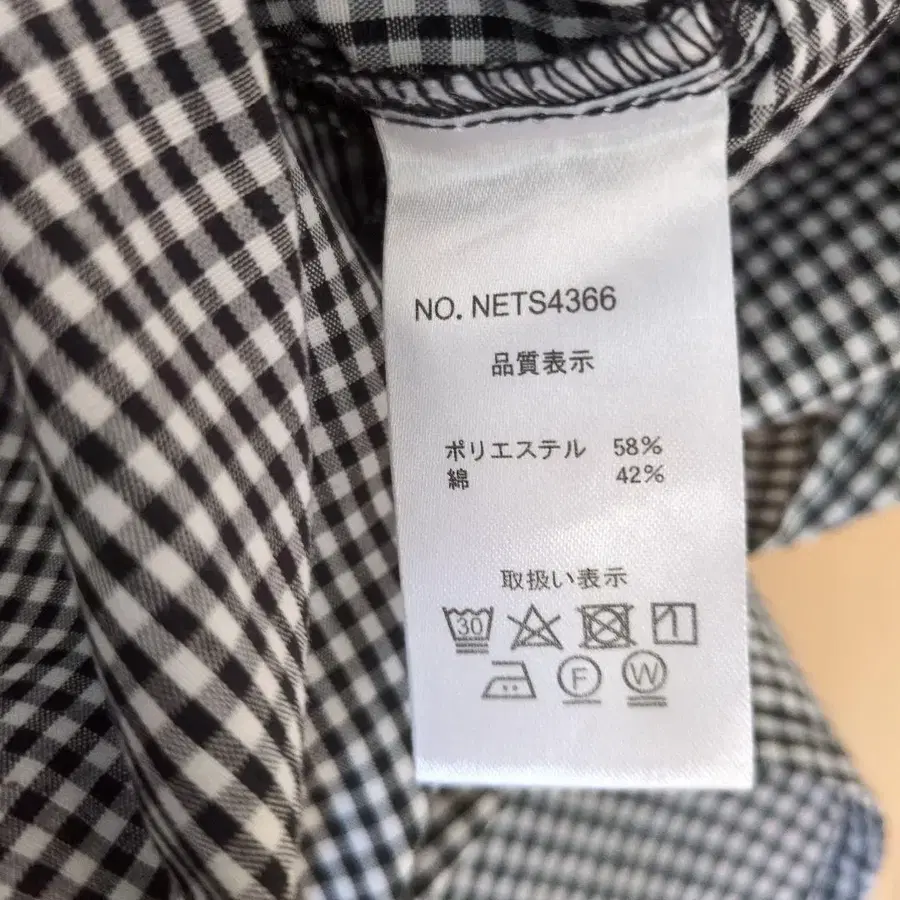 NO. NETS4366
品質表示
ポリエステル 58%
綿 42%
取扱い表示
30
F W